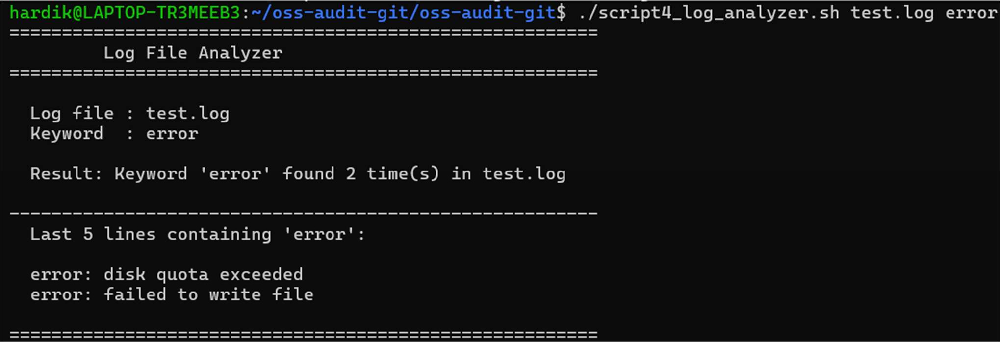 hardik@LAPTOP-TR3MEEB3:~/oss-audit-git/oss-audit-git$ ./script4_log_analyzer.sh test.log error
========================================================
Log File Analyzer
========================================================
Log file : test.log
Keyword  : error
Result: Keyword 'error' found 2 time(s) in test.log
--------------------------------------------------------
Last 5 lines containing 'error':
error: disk quota exceeded
error: failed to write file
========================================================